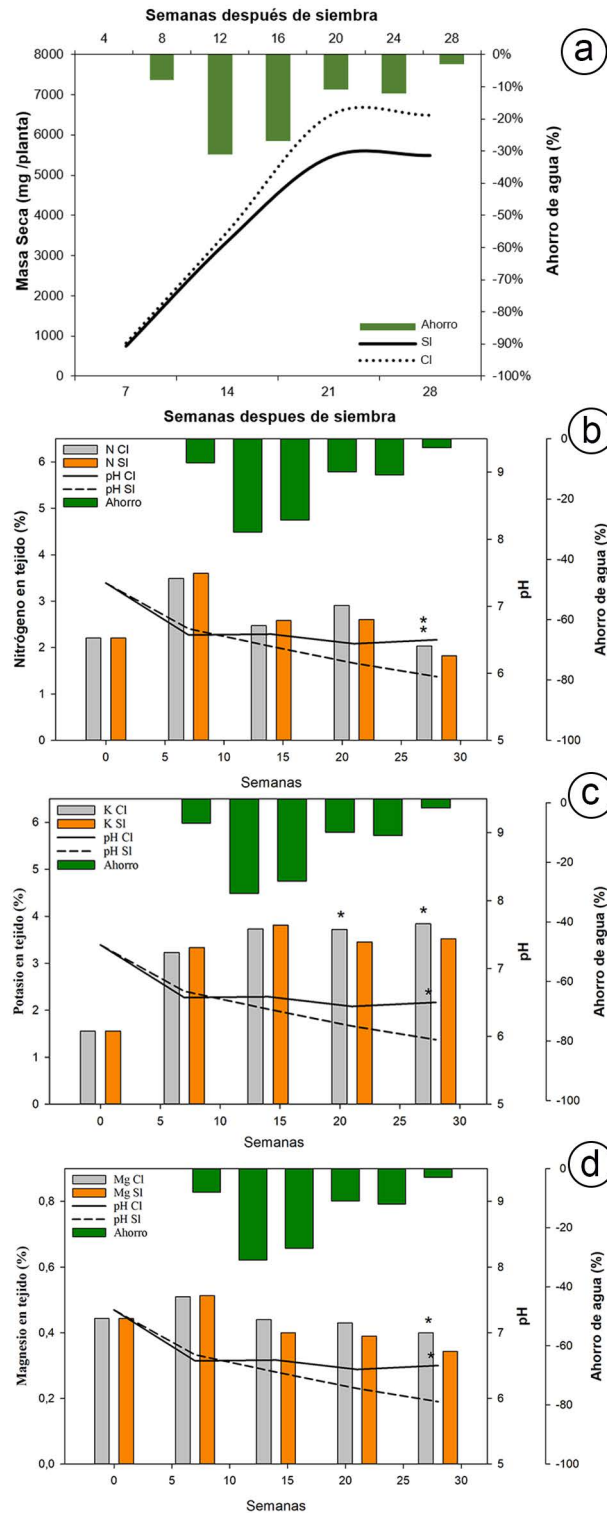 Semanas después de siembra
4 8 12 16 20 24 28
a
8000 7000 6000 5000 4000 3000 2000 1000 0
Masa Seca (mg /planta)
0% -10% -20% -30% -40% -50% -60% -70% -80% -90% -100%
Ahorro de agua (%)
Ahorro
SI
CI
7 14 21 28
Semanas despues de siembra
b
N CI
N SI
pH CI
pH SI
Ahorro
6 5 4 3 2 1 0
Nitrógeno en tejido (%)
**
9 8 7 6 5
pH
0 -20 -40 -60 -80 -100
Ahorro de agua (%)
0 5 10 15 20 25 30
Semanas
c
K CI
K SI
pH CI
pH SI
Ahorro
6 5 4 3 2 1 0
Potasio en tejido (%)
* * *
9 8 7 6 5
pH
0 -20 -40 -60 -80 -100
Ahorro de agua (%)
0 5 10 15 20 25 30
Semanas
d
Mg CI
Mg SI
pH CI
pH SI
Ahorro
0,8 0,6 0,4 0,2 0,0
Magnesio en tejido (%)
* *
9 8 7 6 5
pH
0 -20 -40 -60 -80 -100
Ahorro de agua (%)
0 5 10 15 20 25 30
Semanas